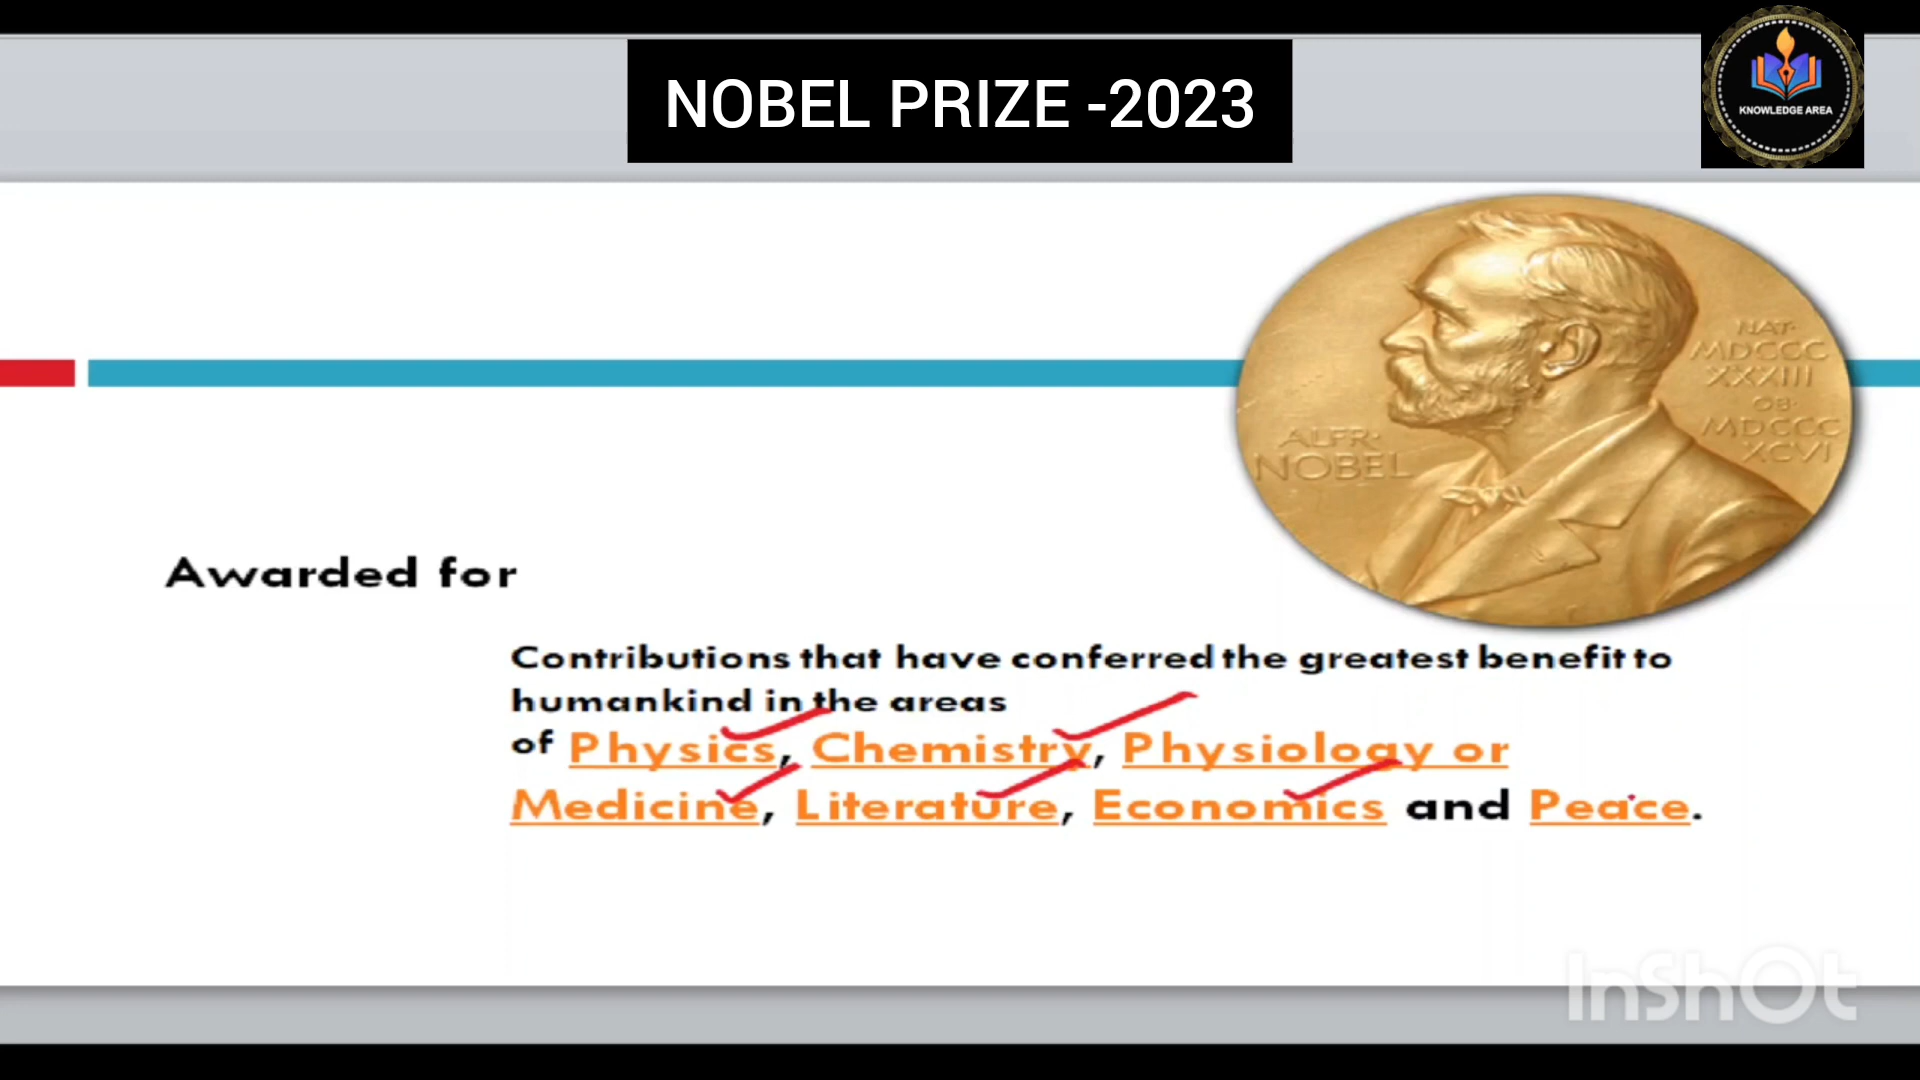 NOBEL PRIZE -2023
KNOWLEDGE AREA
NAT·
MDCCC
XXXIII
OB·
MDCCC
XCVI
ALFR·
NOBEL
Awarded for
Contributions that have conferred the greatest benefit to
humankind in the areas
of Physics, Chemistry, Physiology or
Medicine, Literature, Economics and Peace.
InShOt